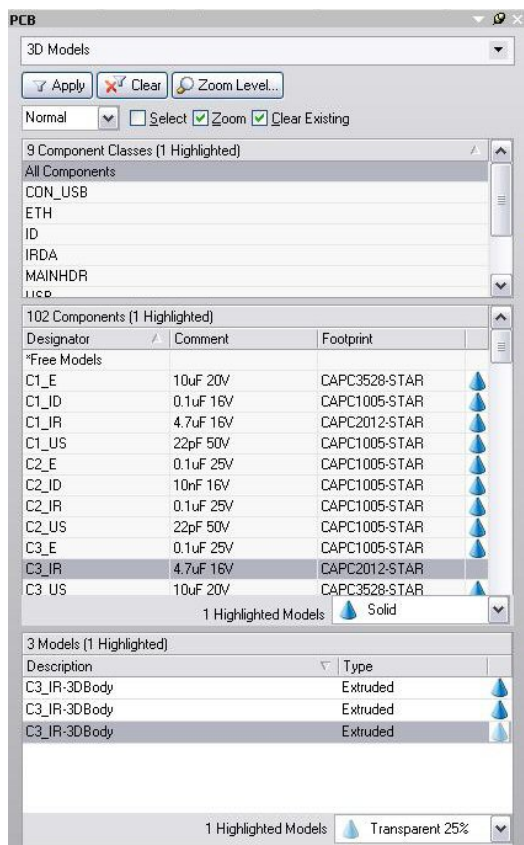 PCB
3D Models
Apply Clear Zoom Level...
Normal Select Zoom Clear Existing
9 Component Classes (1 Highlighted)
All Components
CON_USB
ETH
ID
IRDA
MAINHDR
USB
102 Components (1 Highlighted)
Designator Comment Footprint
*Free Models
C1_E 10uF 20V CAPC3528-STAR
C1_ID 0.1uF 16V CAPC1005-STAR
C1_IR 4.7uF 16V CAPC2012-STAR
C1_US 22pF 50V CAPC1005-STAR
C2_E 0.1uF 25V CAPC1005-STAR
C2_ID 10nF 16V CAPC1005-STAR
C2_IR 0.1uF 25V CAPC1005-STAR
C2_US 22pF 50V CAPC1005-STAR
C3_E 0.1uF 25V CAPC1005-STAR
C3_IR 4.7uF 16V CAPC2012-STAR
C3_US 10uF 20V CAPC3528-STAR
1 Highlighted Models Solid
3 Models (1 Highlighted)
Description Type
C3_IR-3DBody Extruded
C3_IR-3DBody Extruded
C3_IR-3DBody Extruded
1 Highlighted Models Transparent 25%